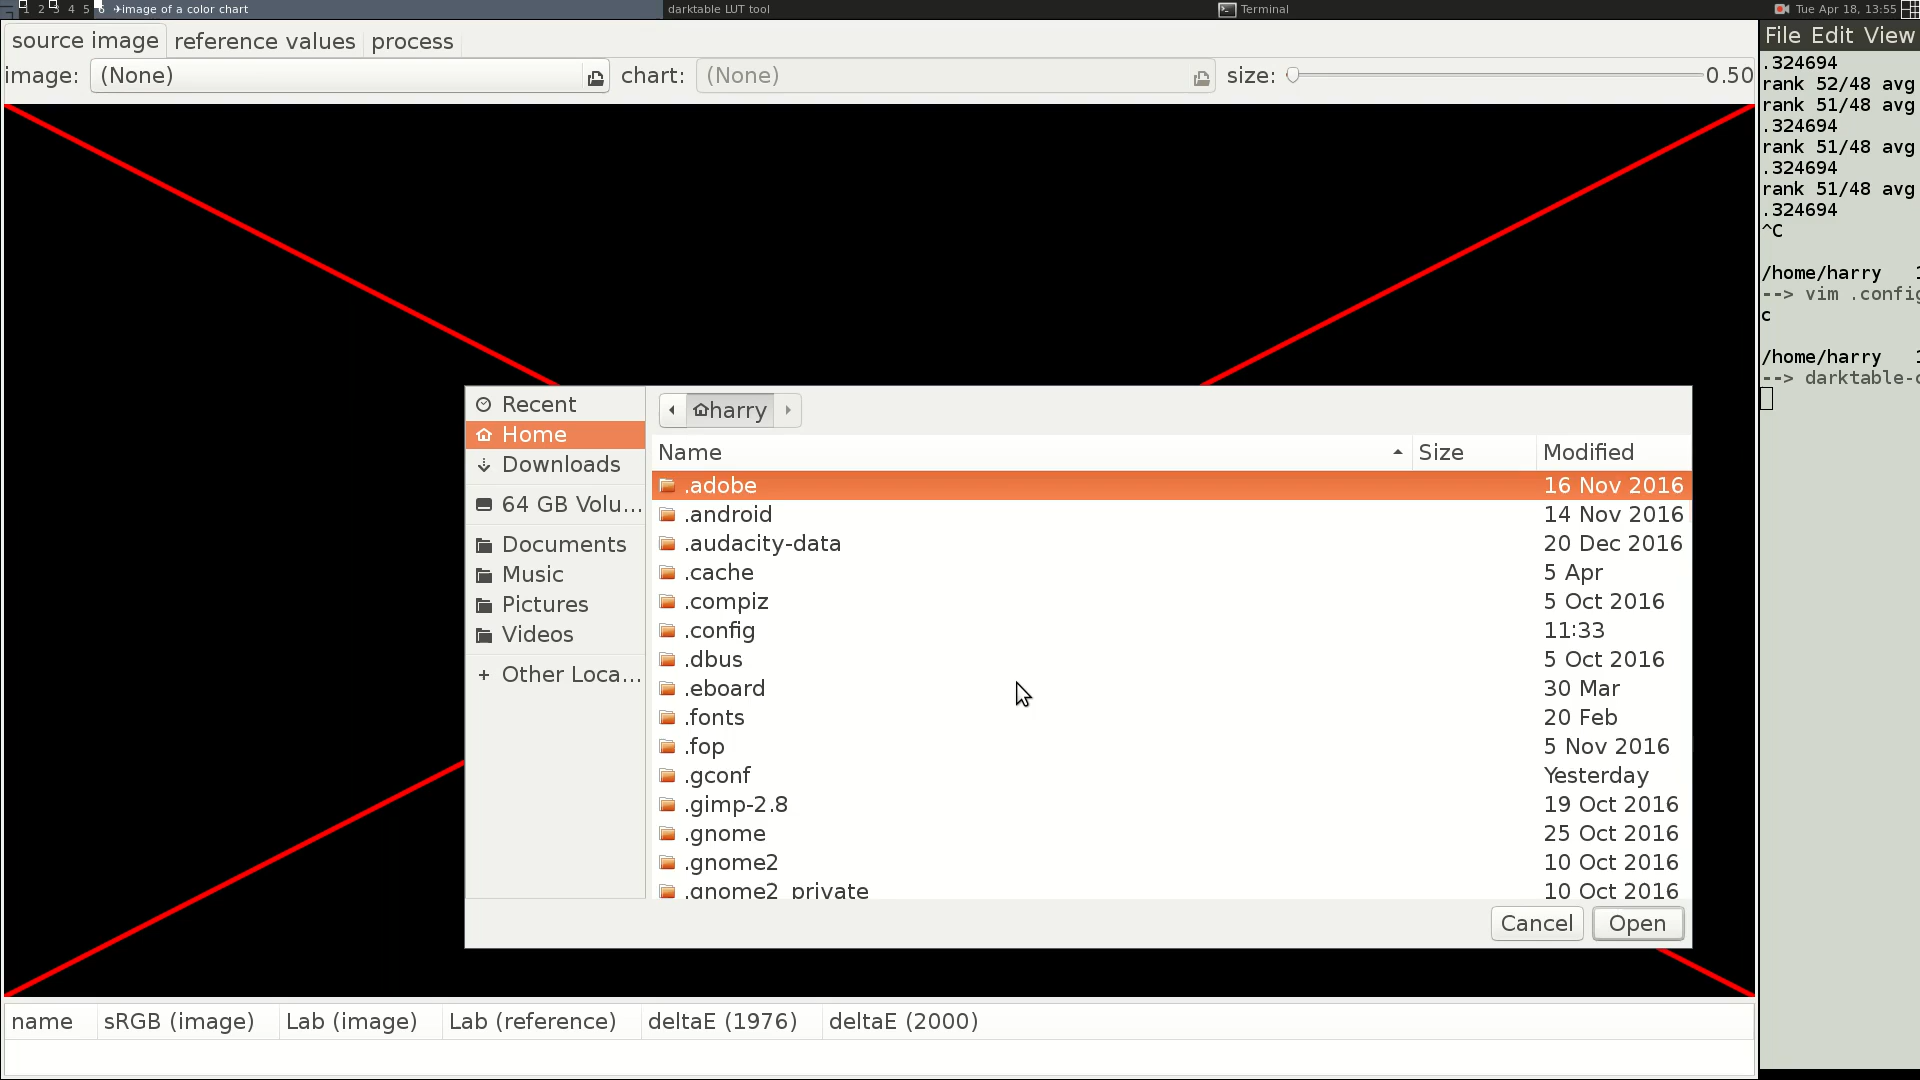 1 2 3 4 5 6 image of a color chart darktable LUT tool Terminal Tue Apr 18, 13:55
source image reference values process
image: (None) chart: (None) size: 0.50
File Edit View
.324694
rank 52/48 avg
rank 51/48 avg
.324694
rank 51/48 avg
.324694
rank 51/48 avg
.324694
^C
/home/harry
--> vim .config
c
/home/harry
--> darktable-c
Recent
Home
Downloads
64 GB Volu...
Documents
Music
Pictures
Videos
+ Other Loca...
harry
Name Size Modified
.adobe 16 Nov 2016
.android 14 Nov 2016
.audacity-data 20 Dec 2016
.cache 5 Apr
.compiz 5 Oct 2016
.config 11:33
.dbus 5 Oct 2016
.eboard 30 Mar
.fonts 20 Feb
.fop 5 Nov 2016
.gconf Yesterday
.gimp-2.8 19 Oct 2016
.gnome 25 Oct 2016
.gnome2 10 Oct 2016
.gnome2_private 10 Oct 2016
Cancel Open
name sRGB (image) Lab (image) Lab (reference) deltaE (1976) deltaE (2000)